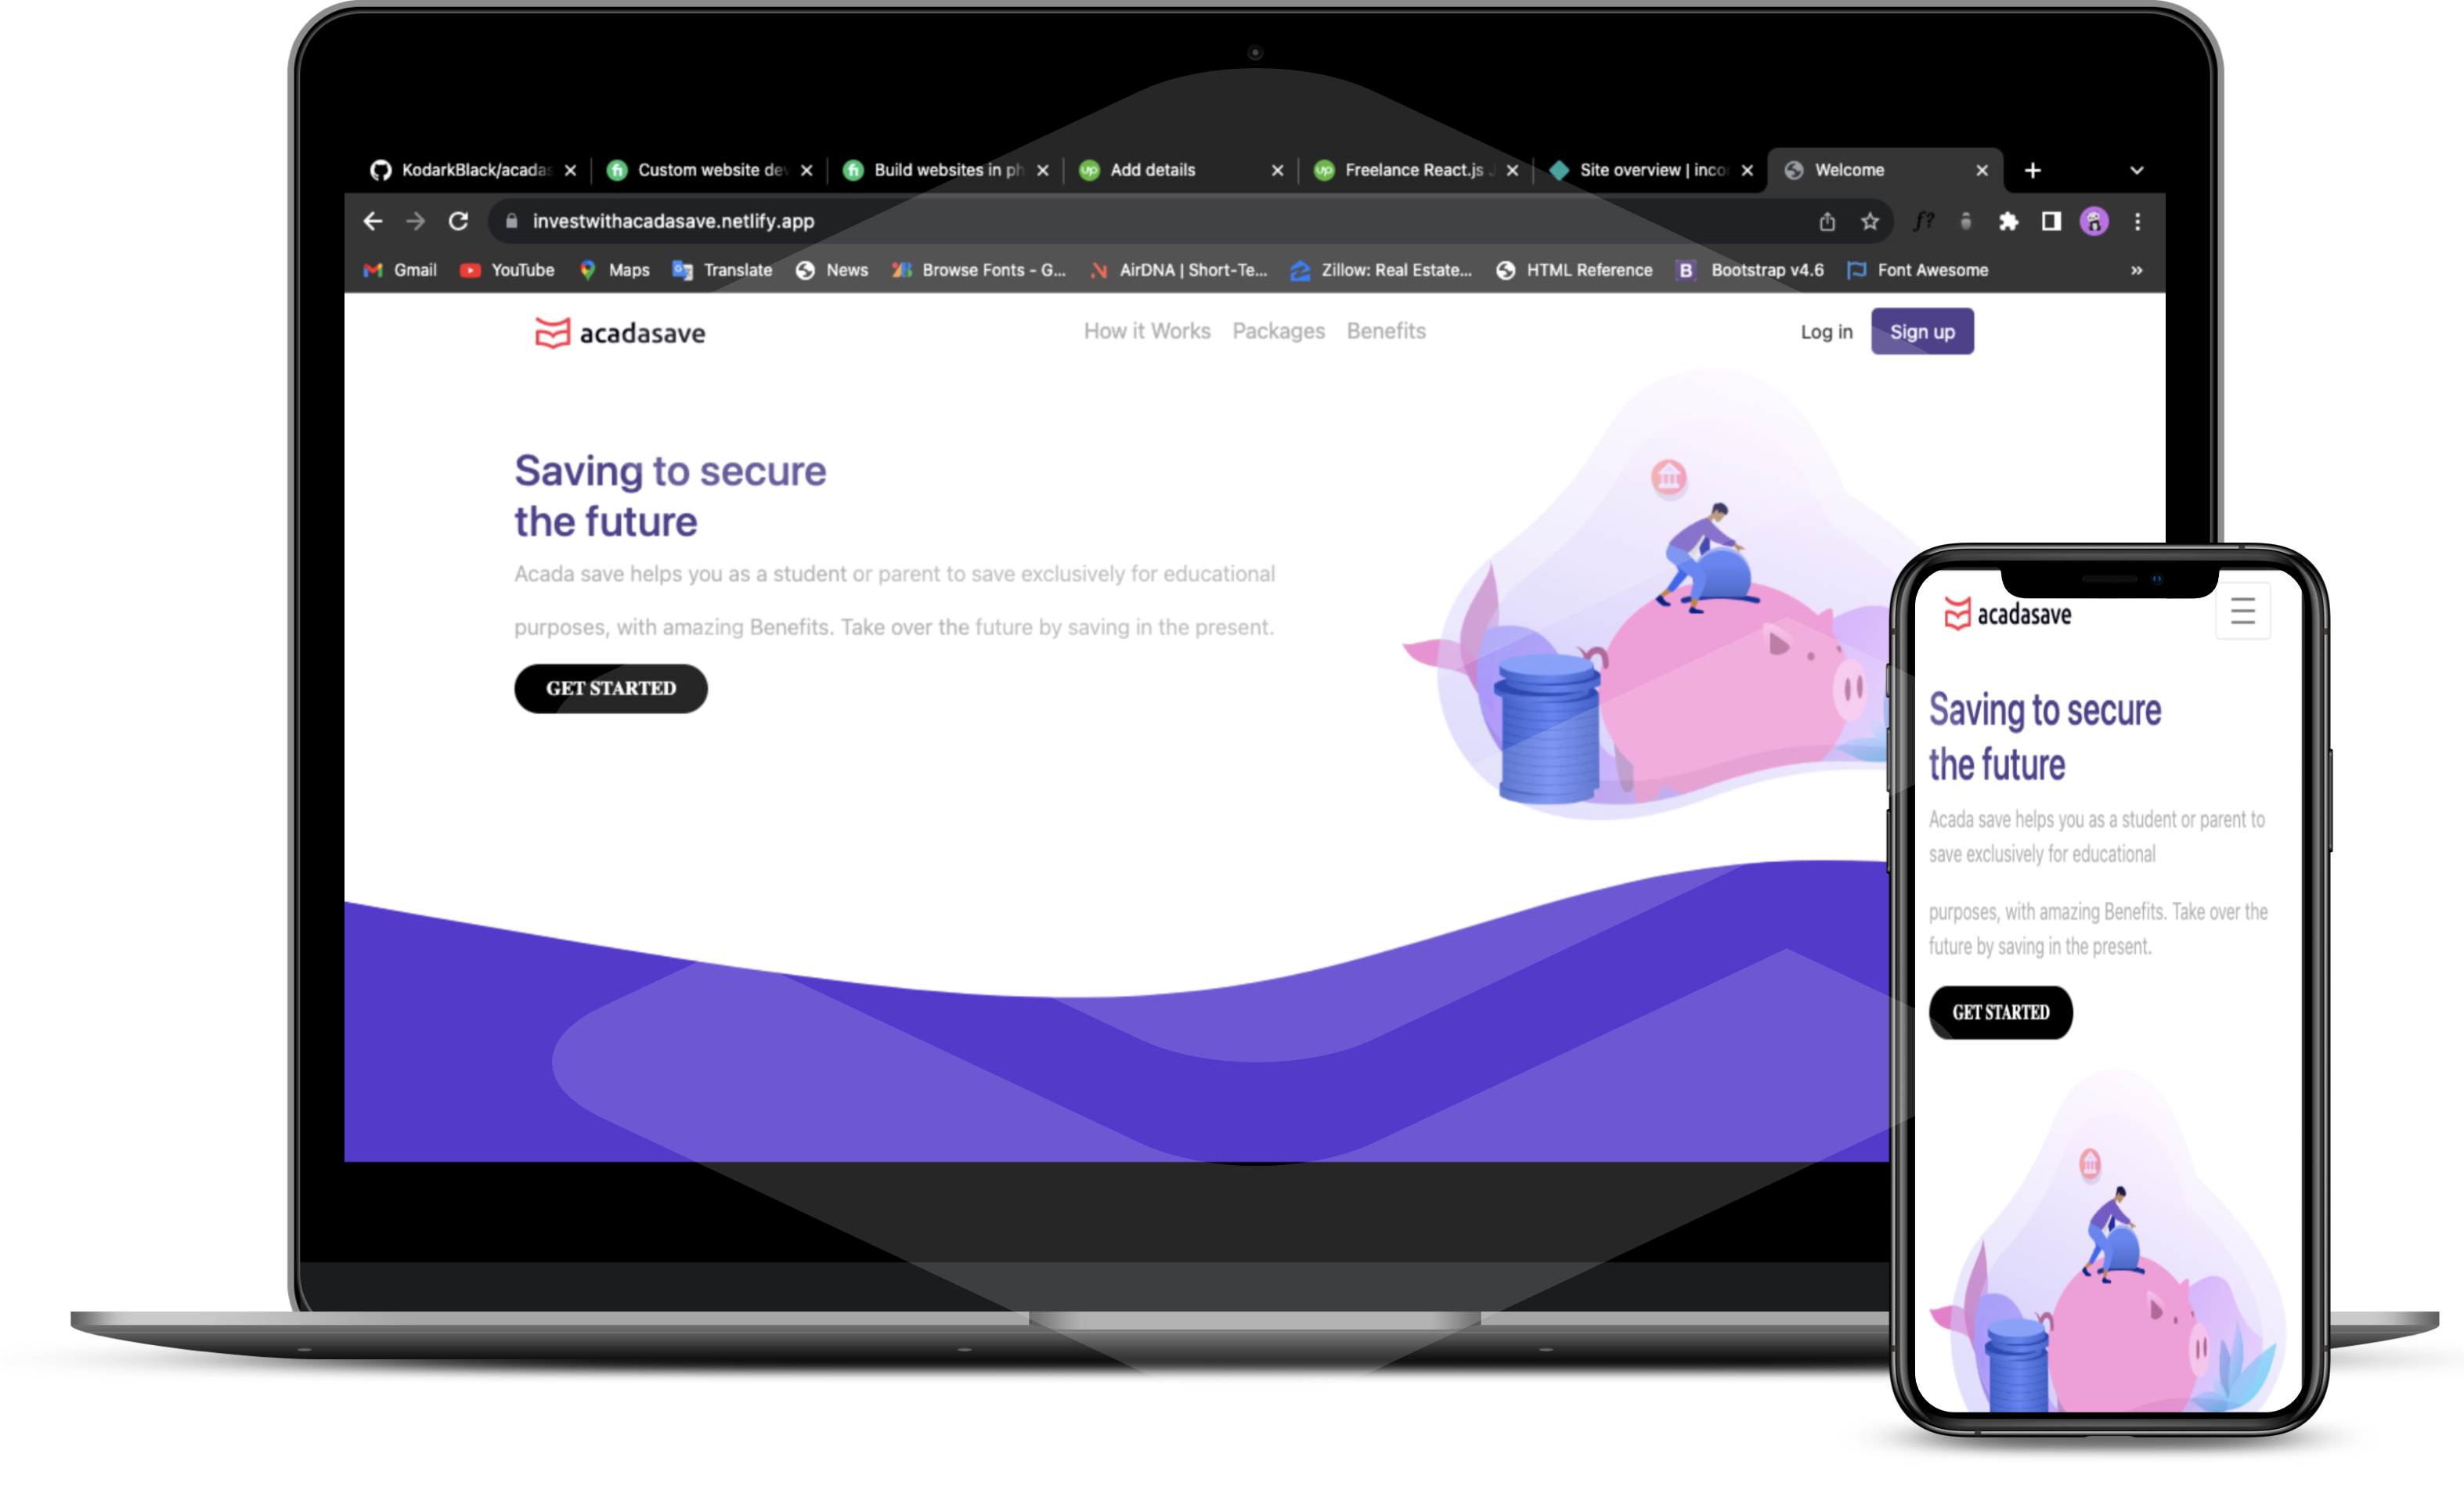 KodarkBlack/acadas
Custom website dev
Build websites in ph
Add details
Freelance React.js J
Site overview | incor
Welcome
investwithacadasave.netlify.app
f?
Gmail
YouTube
Maps
Translate
News
Browse Fonts - G...
AirDNA | Short-Te...
Zillow: Real Estate...
HTML Reference
B Bootstrap v4.6
Font Awesome
»
acadasave
How it Works
Packages
Benefits
Log in
Sign up
Saving to secure
the future
Acada save helps you as a student or parent to save exclusively for educational
purposes, with amazing Benefits. Take over the future by saving in the present.
GET STARTED
acadasave
Saving to secure
the future
Acada save helps you as a student or parent to
save exclusively for educational
purposes, with amazing Benefits. Take over the
future by saving in the present.
GET STARTED